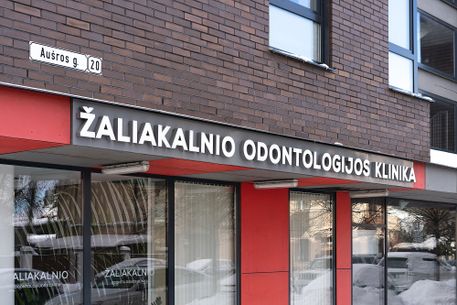 Aušros g. 20
ŽALIAKALNIO ODONTOLOGIJOS KLINIKA
ŽALIAKALNIO
ŽALIAKALNIO